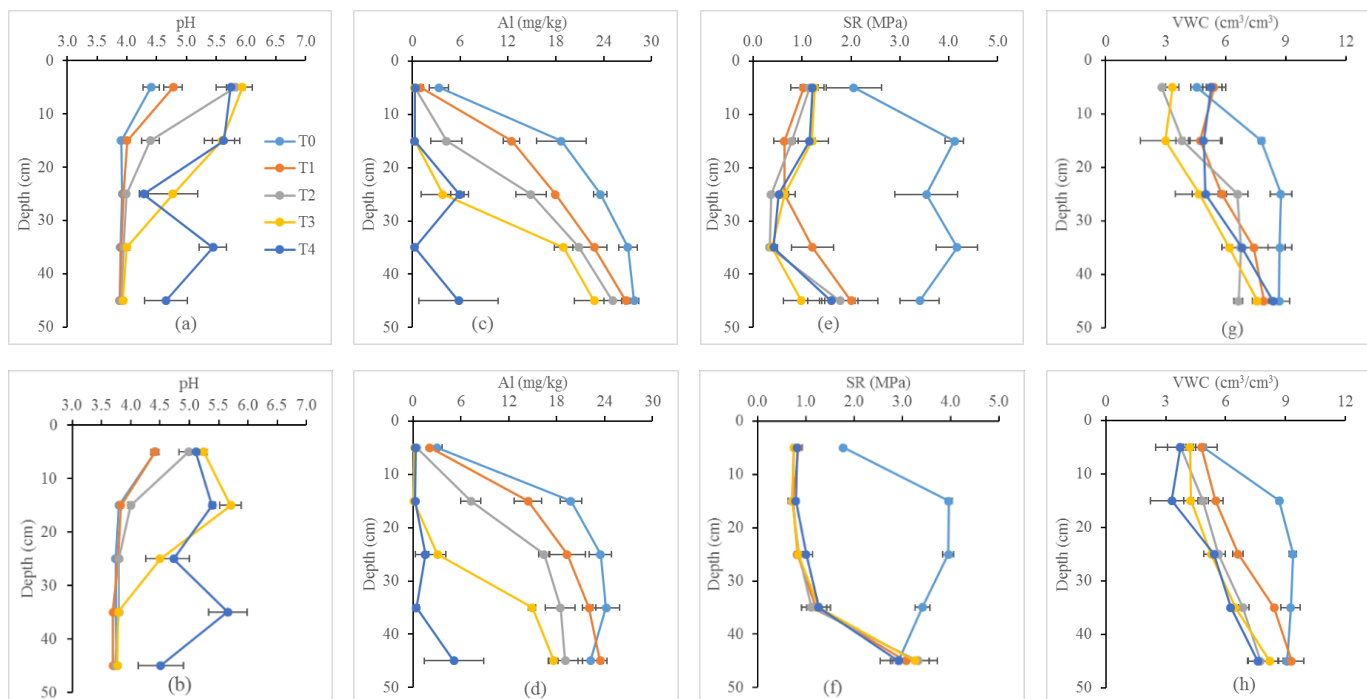 pH
3.0 3.5 4.0 4.5 5.0 5.5 6.0 6.5 7.0
0
10
20
30
40
50
Depth (cm)
T0
T1
T2
T3
T4
(a)
Al (mg/kg)
0 6 12 18 24 30
0
10
20
30
40
50
Depth (cm)
(c)
SR (MPa)
0.0 1.0 2.0 3.0 4.0 5.0
0
10
20
30
40
50
Depth (cm)
(e)
VWC (cm³/cm³)
0 3 6 9 12
0
10
20
30
40
50
Depth (cm)
(g)
pH
3.0 3.5 4.0 4.5 5.0 5.5 6.0 6.5 7.0
0
10
20
30
40
50
Depth (cm)
(b)
Al (mg/kg)
0 6 12 18 24 30
0
10
20
30
40
50
Depth (cm)
(d)
SR (MPa)
0.0 1.0 2.0 3.0 4.0 5.0
0
10
20
30
40
50
Depth (cm)
(f)
VWC (cm³/cm³)
0 3 6 9 12
0
10
20
30
40
50
Depth (cm)
(h)